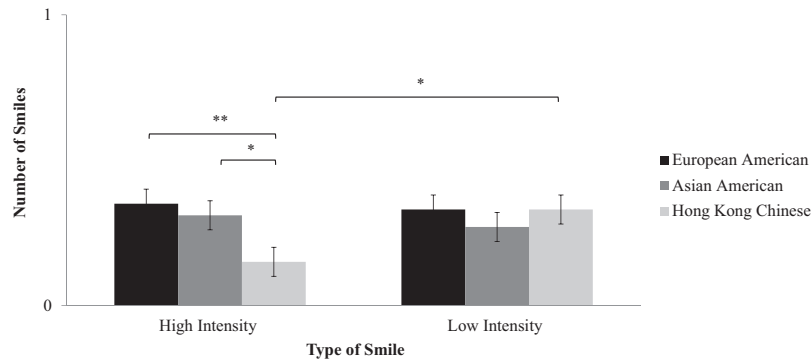 1
**
*
*
Number of Smiles
European American
Asian American
Hong Kong Chinese
0
High Intensity
Low Intensity
Type of Smile